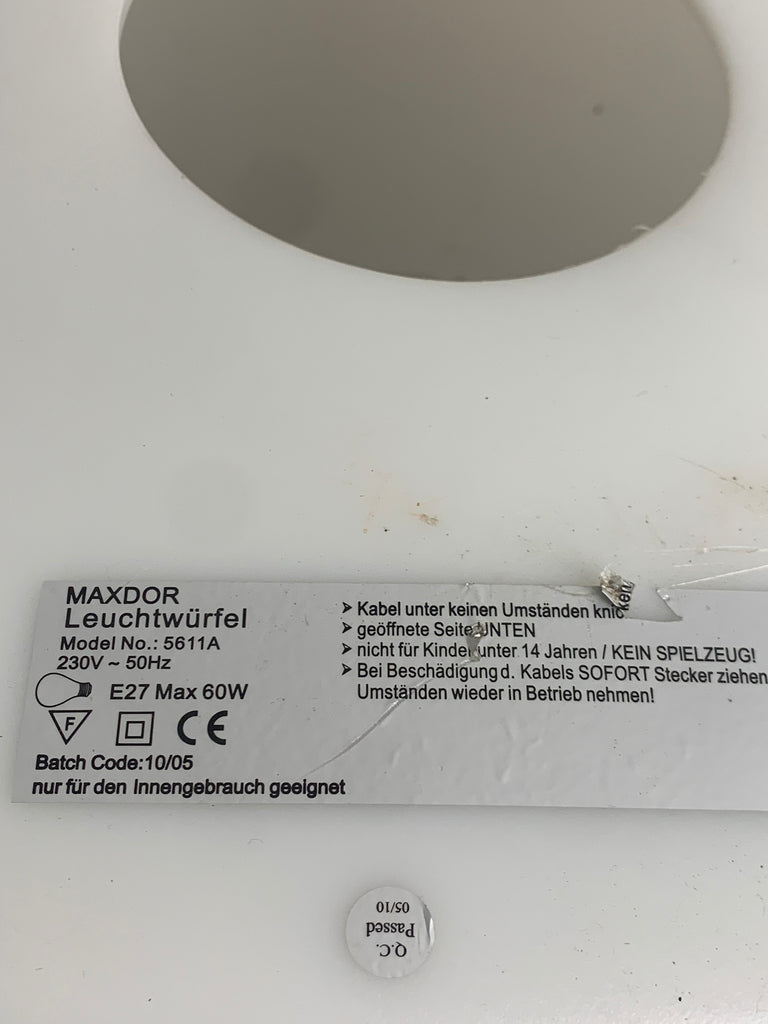 MAXDOR
Leuchtwürfel
Model No.: 5611A
230V ~ 50Hz
E27 Max 60W
F
CE
Batch Code:10/05
nur für den Innengebrauch geeignet
➤ Kabel unter keinen Umständen knicken
➤ geöffnete Seite UNTEN
➤ nicht für Kinder unter 14 Jahren / KEIN SPIELZEUG!
➤ Bei Beschädigung d. Kabels SOFORT Stecker ziehen
Umständen wieder in Betrieb nehmen!
Q.C.
Passed
05/10